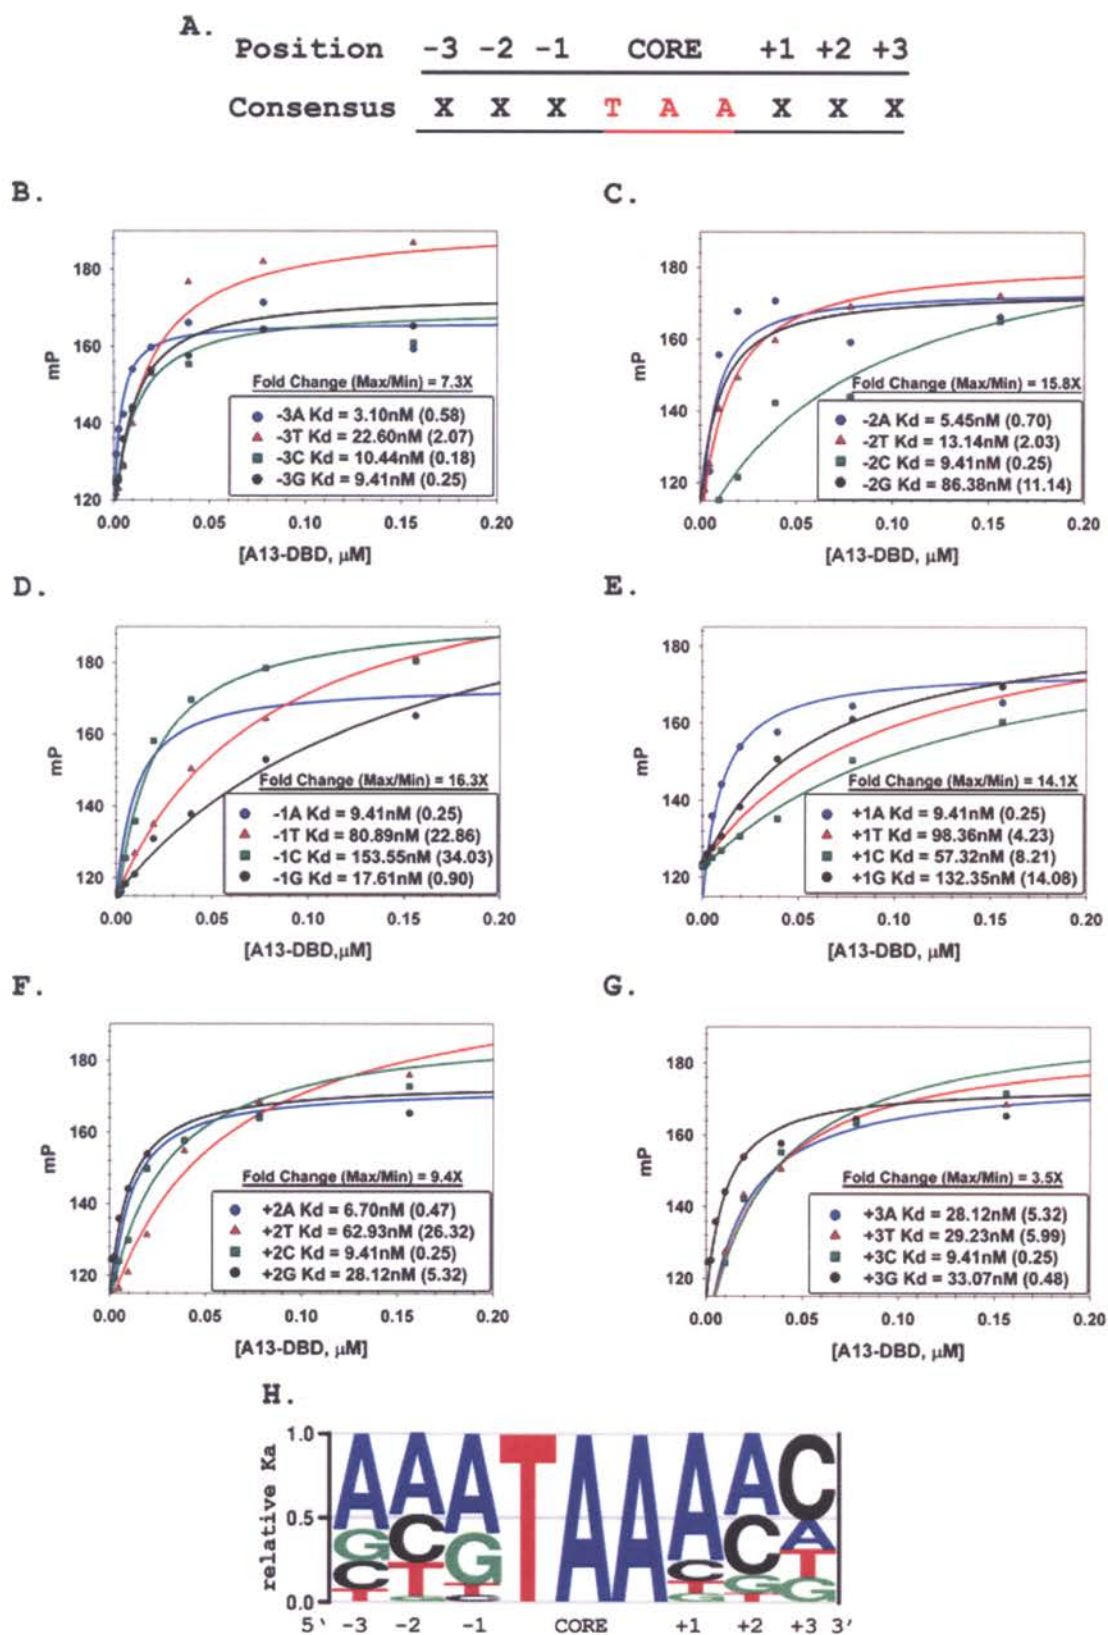 A.
Position -3 -2 -1 CORE +1 +2 +3
Consensus X X X T A A X X X
B.
180
160
140
120
mP
Fold Change (Max/Min) = 7.3X
-3A Kd = 3.10nM (0.58)
-3T Kd = 22.60nM (2.07)
-3C Kd = 10.44nM (0.18)
-3G Kd = 9.41nM (0.25)
0.00 0.05 0.10 0.15 0.20
[A13-DBD, µM]
C.
180
160
140
120
mP
Fold Change (Max/Min) = 15.8X
-2A Kd = 5.45nM (0.70)
-2T Kd = 13.14nM (2.03)
-2C Kd = 9.41nM (0.25)
-2G Kd = 86.38nM (11.14)
0.00 0.05 0.10 0.15 0.20
[A13-DBD, µM]
D.
180
160
140
120
mP
Fold Change (Max/Min) = 16.3X
-1A Kd = 9.41nM (0.25)
-1T Kd = 80.89nM (22.86)
-1C Kd = 153.55nM (34.03)
-1G Kd = 17.61nM (0.90)
0.00 0.05 0.10 0.15 0.20
[A13-DBD,µM]
E.
180
160
140
120
mP
Fold Change (Max/Min) = 14.1X
+1A Kd = 9.41nM (0.25)
+1T Kd = 98.36nM (4.23)
+1C Kd = 57.32nM (8.21)
+1G Kd = 132.35nM (14.08)
0.00 0.05 0.10 0.15 0.20
[A13-DBD, µM]
F.
180
160
140
120
mP
Fold Change (Max/Min) = 9.4X
+2A Kd = 6.70nM (0.47)
+2T Kd = 62.93nM (26.32)
+2C Kd = 9.41nM (0.25)
+2G Kd = 28.12nM (5.32)
0.00 0.05 0.10 0.15 0.20
[A13-DBD, µM]
G.
180
160
140
120
mP
Fold Change (Max/Min) = 3.5X
+3A Kd = 28.12nM (5.32)
+3T Kd = 29.23nM (5.99)
+3C Kd = 9.41nM (0.25)
+3G Kd = 33.07nM (0.48)
0.00 0.05 0.10 0.15 0.20
[A13-DBD, µM]
H.
relative Ka
1.0
0.5
0.0
A A A T A A A A C
G C G C C A
C T T T G T
T G C G T G
5' -3 -2 -1 CORE +1 +2 +3 3'